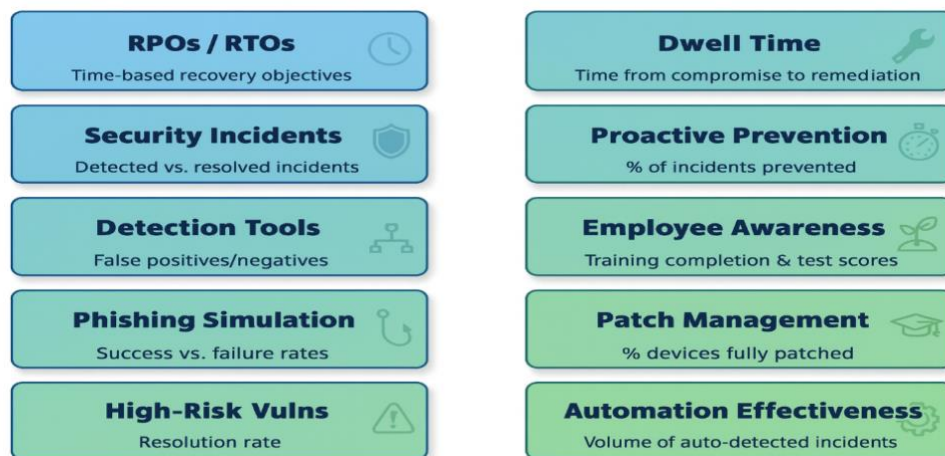 RPOs / RTOs
Time-based recovery objectives
Security Incidents
Detected vs. resolved incidents
Detection Tools
False positives/negatives
Phishing Simulation
Success vs. failure rates
High-Risk Vulns
Resolution rate
Dwell Time
Time from compromise to remediation
Proactive Prevention
% of incidents prevented
Employee Awareness
Training completion & test scores
Patch Management
% devices fully patched
Automation Effectiveness
Volume of auto-detected incidents